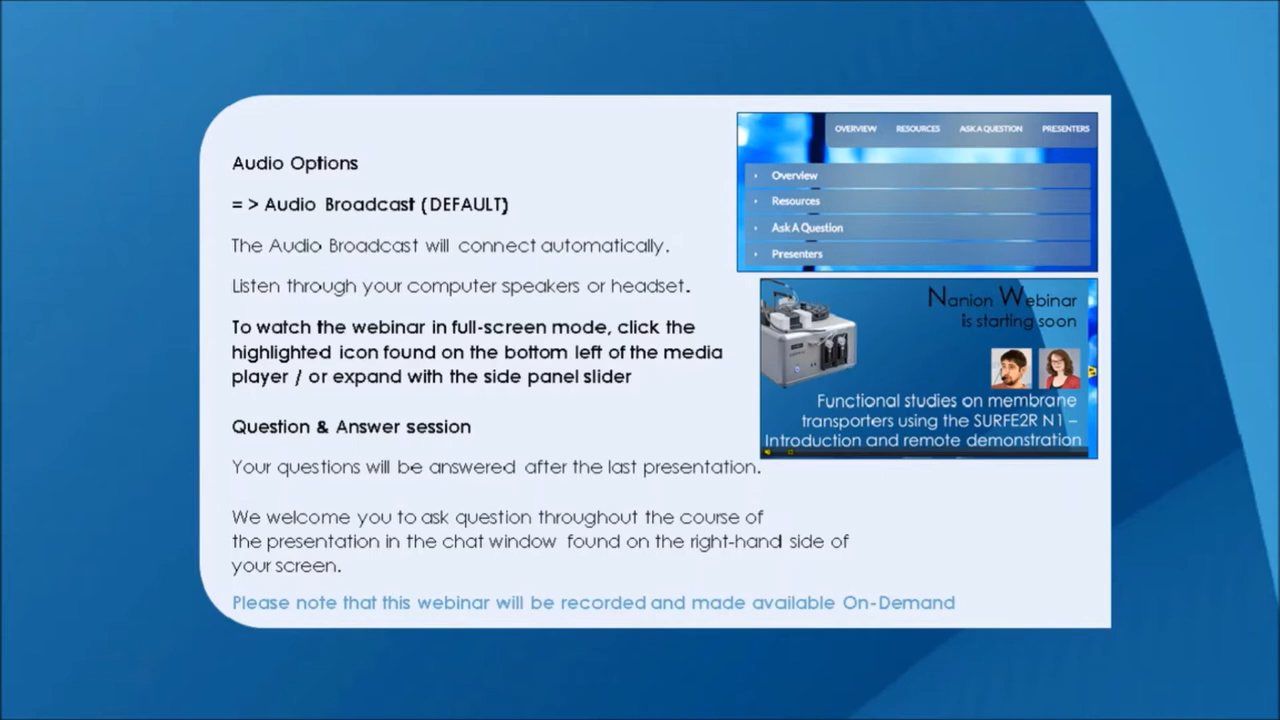 Audio Options
= > Audio Broadcast (DEFAULT)
The Audio Broadcast will connect automatically.
Listen through your computer speakers or headset.
To watch the webinar in full-screen mode, click the
highlighted icon found on the bottom left of the media
player / or expand with the side panel slider
Question & Answer session
Your questions will be answered after the last presentation.
We welcome you to ask question throughout the course of
the presentation in the chat window found on the right-hand side of
your screen.
Please note that this webinar will be recorded and made available On-Demand
OVERVIEW RESOURCES ASK A QUESTION PRESENTERS
Overview
Resources
Ask A Question
Presenters
Nanion Webinar
is starting soon
Functional studies on membrane
transporters using the SURFE2R N1 –
Introduction and remote demonstration